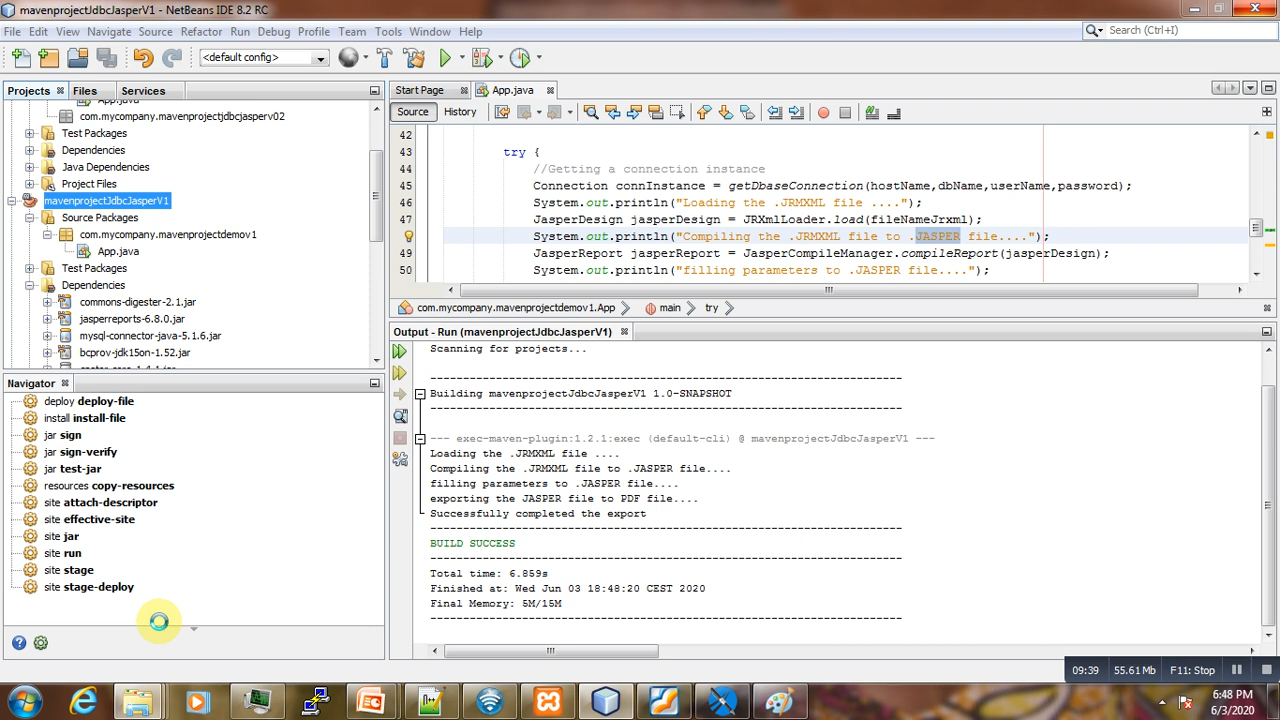 mavenprojectJdbcJasperV1 - NetBeans IDE 8.2 RC
File Edit View Navigate Source Refactor Run Debug Profile Team Tools Window Help
Search (Ctrl+I)
<default config>
Projects Files Services
App.java
com.mycompany.mavenprojectjdbcjasperv02
Test Packages
Dependencies
Java Dependencies
Project Files
mavenprojectJdbcJasperV1
Source Packages
com.mycompany.mavenprojectdemov1
App.java
Test Packages
Dependencies
commons-digester-2.1.jar
jasperreports-6.8.0.jar
mysql-connector-java-5.1.6.jar
bcprov-jdk15on-1.52.jar
Navigator
deploy deploy-file
install install-file
jar sign
jar sign-verify
jar test-jar
resources copy-resources
site attach-descriptor
site effective-site
site jar
site run
site stage
site stage-deploy
Start Page App.java
Source History
42
43 try {
44 //Getting a connection instance
45 Connection connInstance = getDbaseConnection(hostName,dbName,userName,password);
46 System.out.println("Loading the .JRMXML file ....");
47 JasperDesign jasperDesign = JRXmlLoader.load(fileNameJrxml);
System.out.println("Compiling the .JRMXML file to .JASPER file....");
49 JasperReport jasperReport = JasperCompileManager.compileReport(jasperDesign);
50 System.out.println("filling parameters to .JASPER file....");
com.mycompany.mavenprojectdemov1.App main try
Output - Run (mavenprojectJdbcJasperV1)
Scanning for projects...
------------------------------------------------------------------------
Building mavenprojectJdbcJasperV1 1.0-SNAPSHOT
------------------------------------------------------------------------
--- exec-maven-plugin:1.2.1:exec (default-cli) @ mavenprojectJdbcJasperV1 ---
Loading the .JRMXML file ....
Compiling the .JRMXML file to .JASPER file....
filling parameters to .JASPER file....
exporting the JASPER file to PDF file....
Successfully completed the export
------------------------------------------------------------------------
BUILD SUCCESS
------------------------------------------------------------------------
Total time: 6.859s
Finished at: Wed Jun 03 18:48:20 CEST 2020
Final Memory: 5M/15M
------------------------------------------------------------------------
09:39 55.61 Mb F11: Stop
6:48 PM
6/3/2020